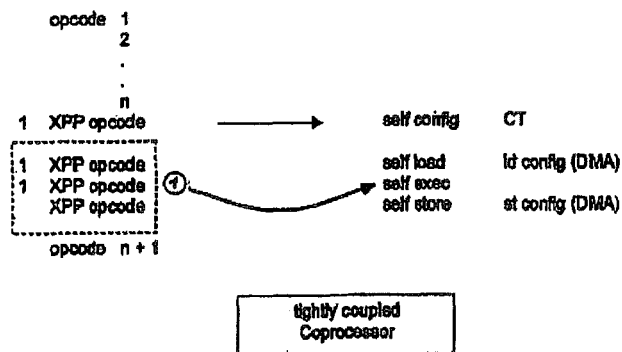 opcode 1
2
.
.
n
1 XPP opcode self config CT
1 XPP opcode self load ld config (DMA)
1 XPP opcode 1 self exec
XPP opcode self store st config (DMA)
opcode n + 1
tightly coupled
Coprocessor